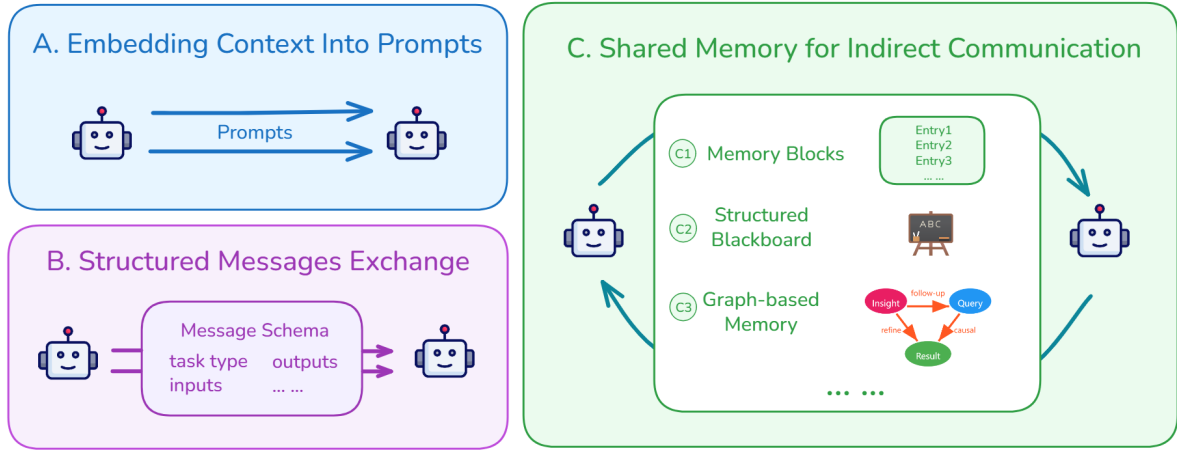 A. Embedding Context Into Prompts
Prompts
B. Structured Messages Exchange
Message Schema
task type outputs
inputs ... ...
C. Shared Memory for Indirect Communication
C1 Memory Blocks
Entry1
Entry2
Entry3
... ...
C2 Structured
Blackboard
A B C
C3 Graph-based
Memory
follow-up
Insight Query
refine causal
Result
... ...